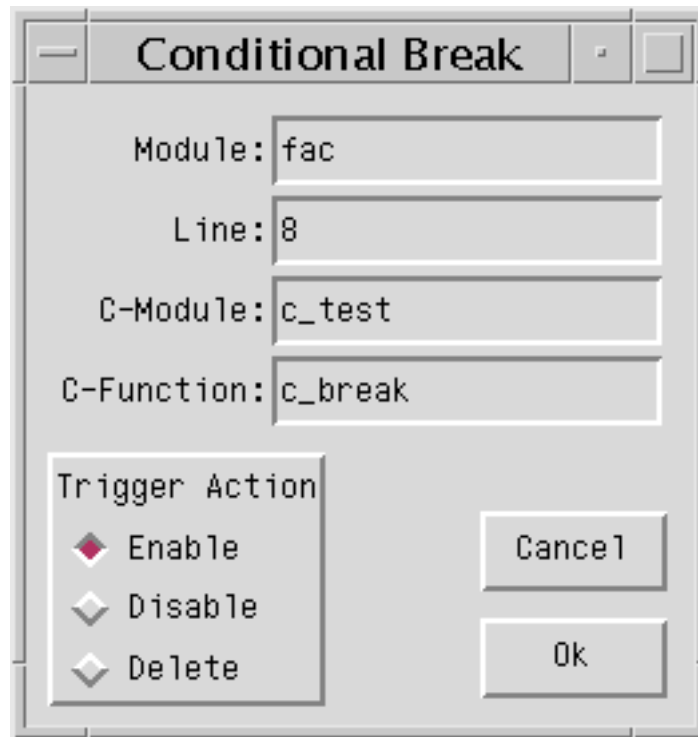 Conditional Break
Module: fac
Line: 8
C-Module: c_test
C-Function: c_break
Trigger Action
Enable
Cancel
Disable
Delete
Ok